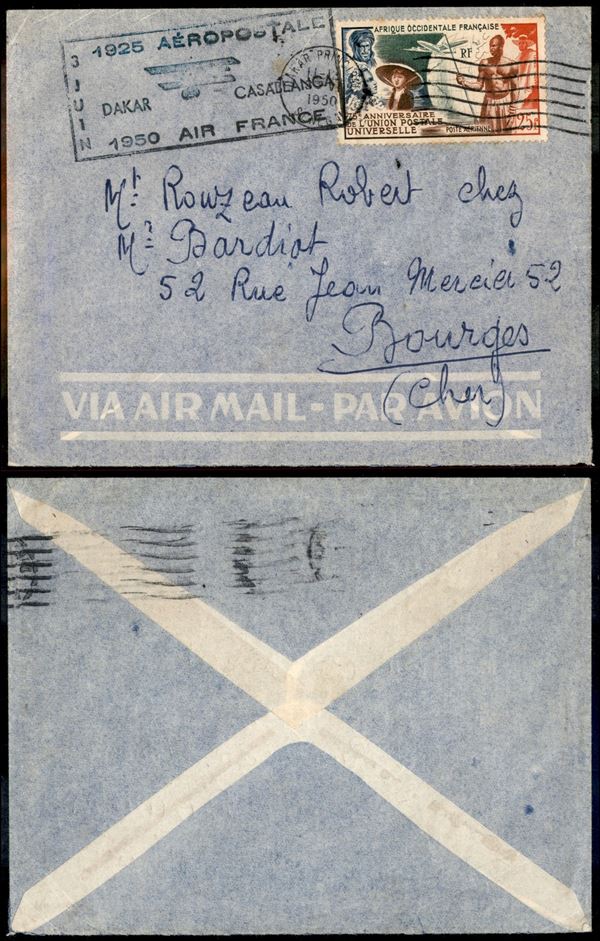 1925 AÉROPOSTALE
3 JUIN
DAKAR CASABLANCA
1950 AIR FRANCE
DAKAR PRINC
1950
AFRIQUE OCCIDENTALE FRANÇAISE
RF
75e ANNIVERSAIRE
DE L'UNION POSTALE
UNIVERSELLE
POSTE AÉRIENNE
25F
Mr. Rouzeau Robert chez
Mr. Bardiot
52 Rue Jean Mercier 52
Bourges
(Cher)
VIA AIR MAIL - PAR AVION